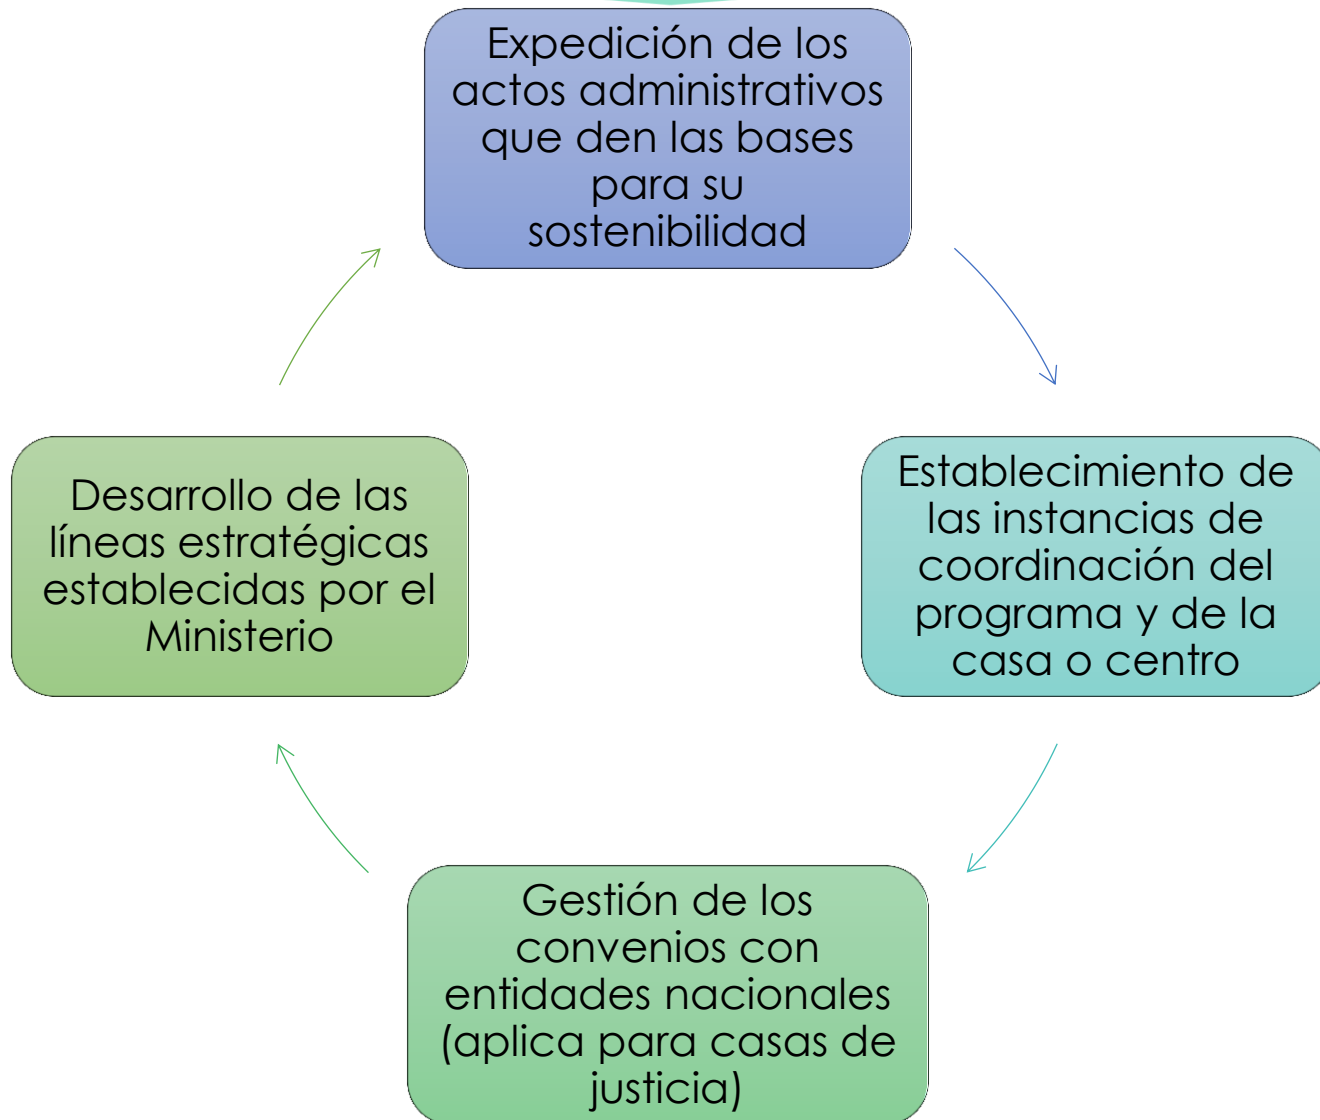 Expedición de los
actos administrativos
que den las bases
para su
sostenibilidad
Establecimiento de
las instancias de
coordinación del
programa y de la
casa o centro
Gestión de los
convenios con
entidades nacionales
(aplica para casas de
justicia)
Desarrollo de las
líneas estratégicas
establecidas por el
Ministerio